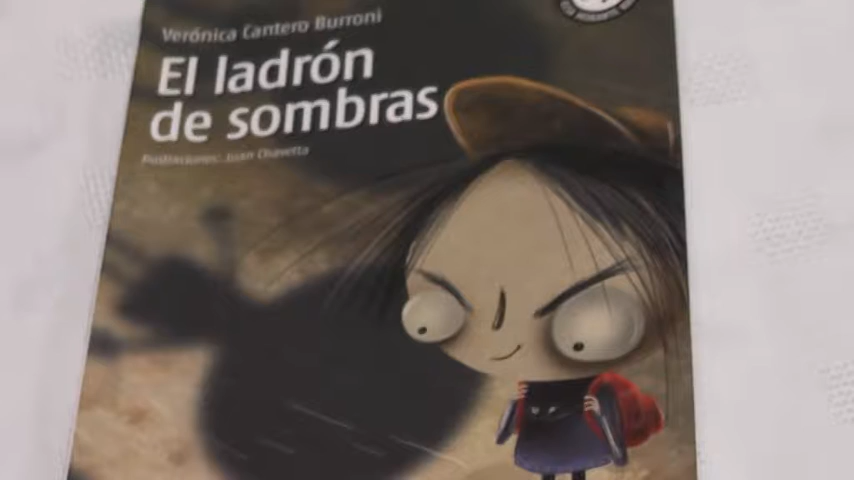 Verónica Cantero Burroni
El ladrón
de sombras
Ilustraciones: Juan Chavetta